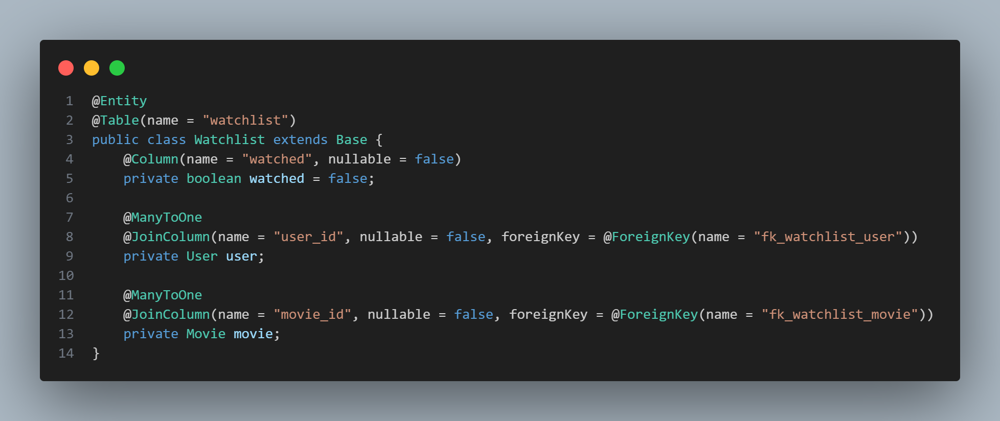 1 @Entity
2 @Table(name = "watchlist")
3 public class Watchlist extends Base {
4     @Column(name = "watched", nullable = false)
5     private boolean watched = false;
6
7     @ManyToOne
8     @JoinColumn(name = "user_id", nullable = false, foreignKey = @ForeignKey(name = "fk_watchlist_user"))
9     private User user;
10
11     @ManyToOne
12     @JoinColumn(name = "movie_id", nullable = false, foreignKey = @ForeignKey(name = "fk_watchlist_movie"))
13     private Movie movie;
14 }